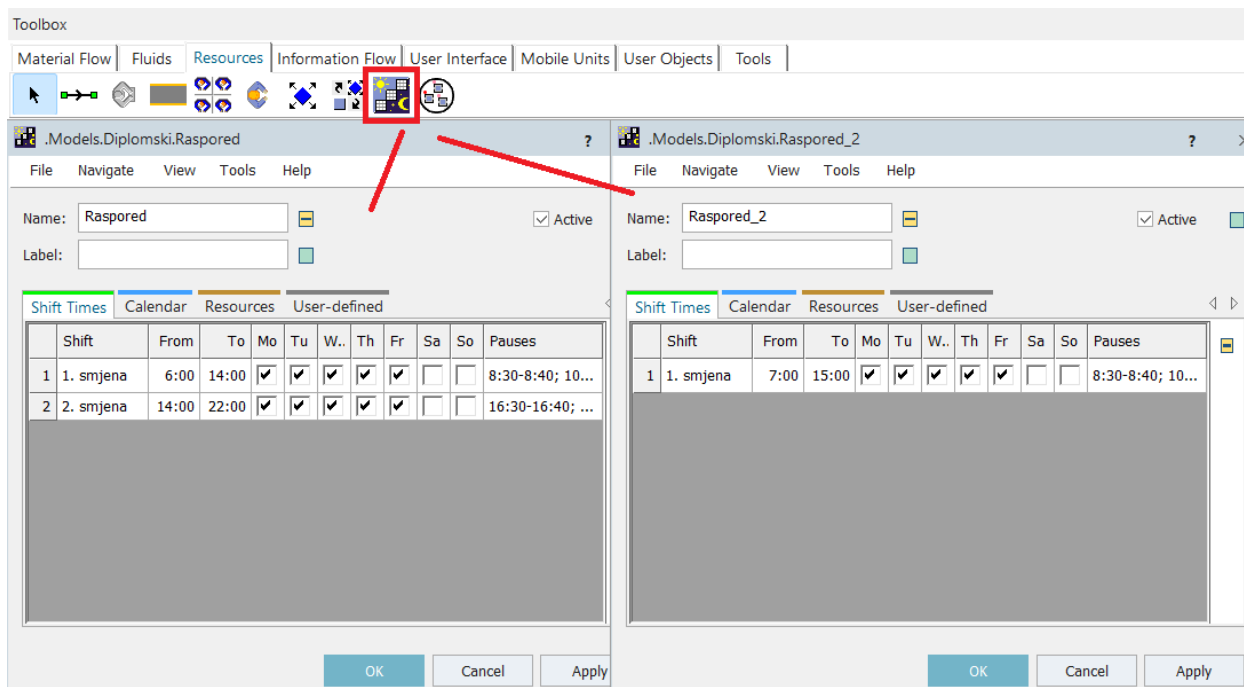 Toolbox
Material Flow Fluids Resources Information Flow User Interface Mobile Units User Objects Tools
.Models.Diplomski.Raspored ?
File Navigate View Tools Help
Name: Raspored Active
Label:
Shift Times Calendar Resources User-defined
Shift From To Mo Tu W.. Th Fr Sa So Pauses
1 1. smjena 6:00 14:00 8:30-8:40; 10...
2 2. smjena 14:00 22:00 16:30-16:40; ...
OK Cancel Apply
.Models.Diplomski.Raspored_2 ?
File Navigate View Tools Help
Name: Raspored_2 Active
Label:
Shift Times Calendar Resources User-defined
Shift From To Mo Tu W.. Th Fr Sa So Pauses
1 1. smjena 7:00 15:00 8:30-8:40; 10...
OK Cancel Apply